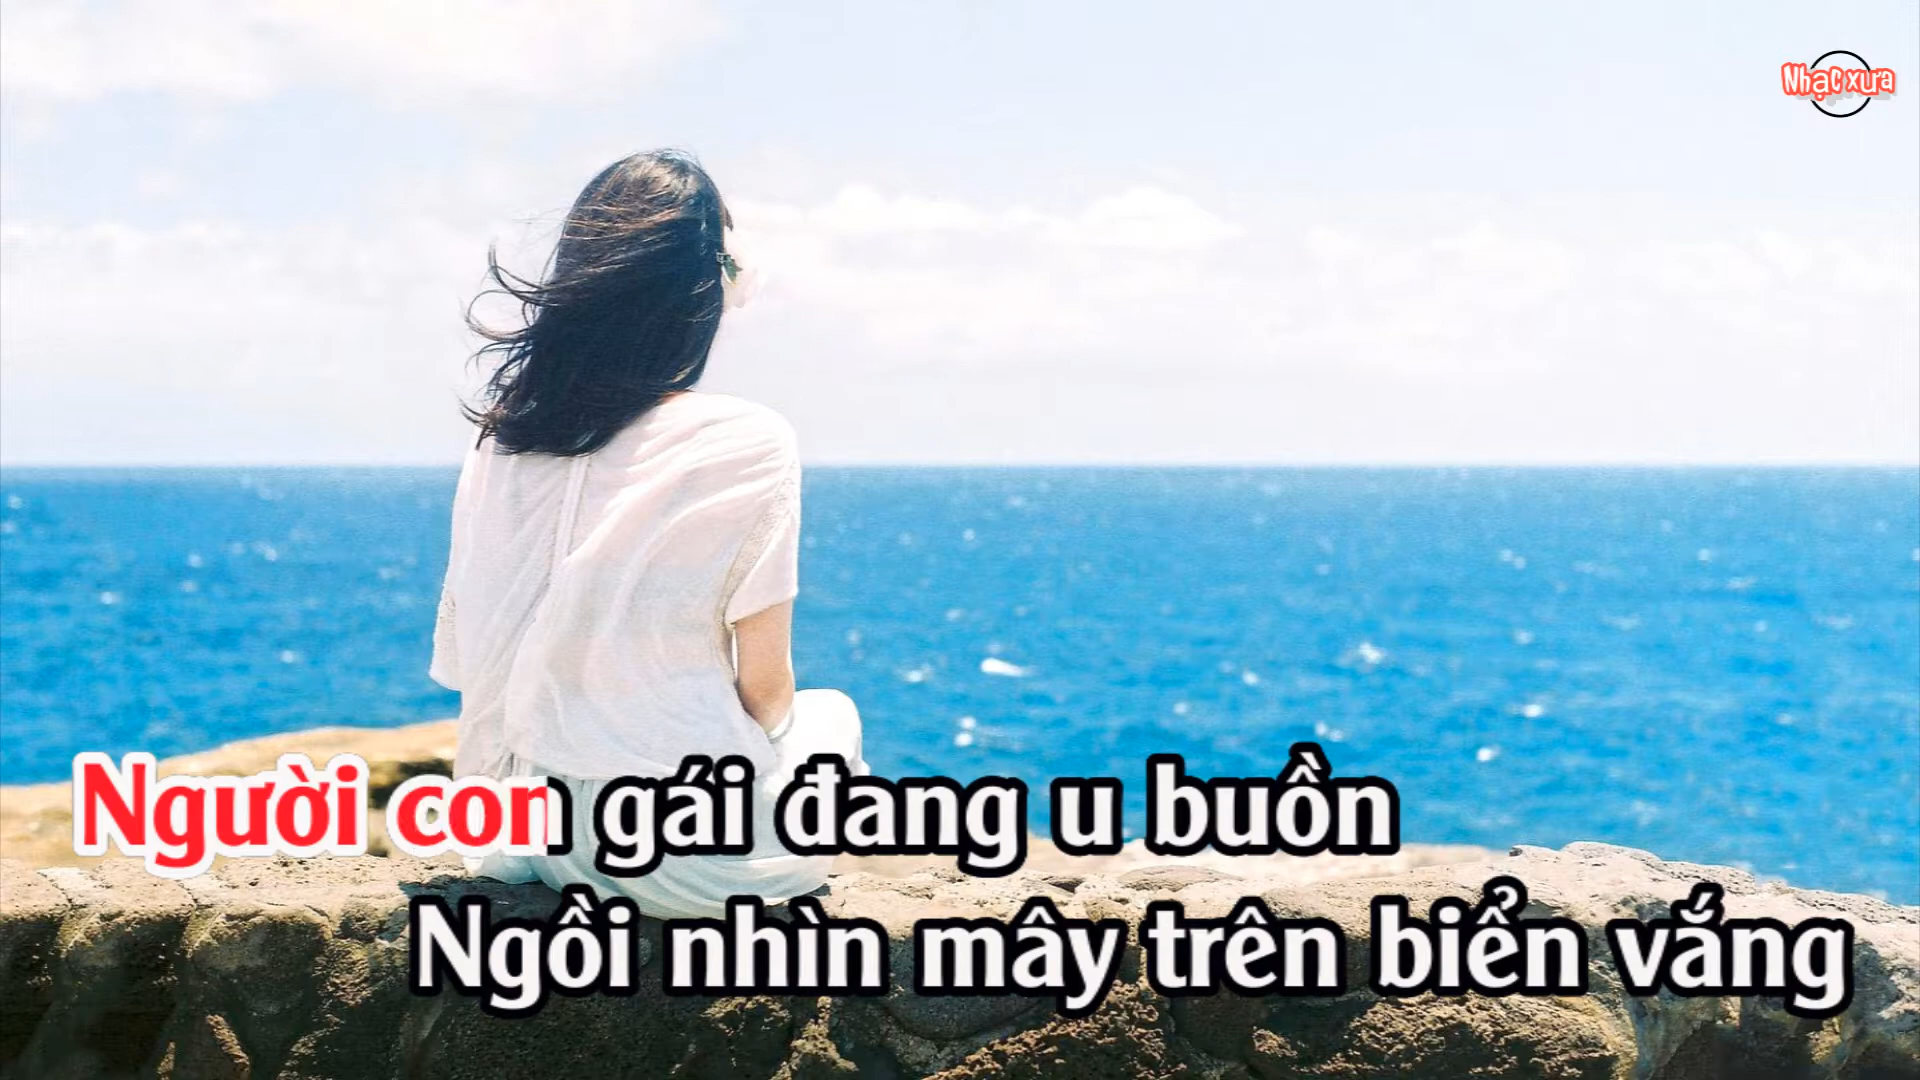 Nhạc xưa
Người con gái đang u buồn
Ngồi nhìn mây trên biển vắng